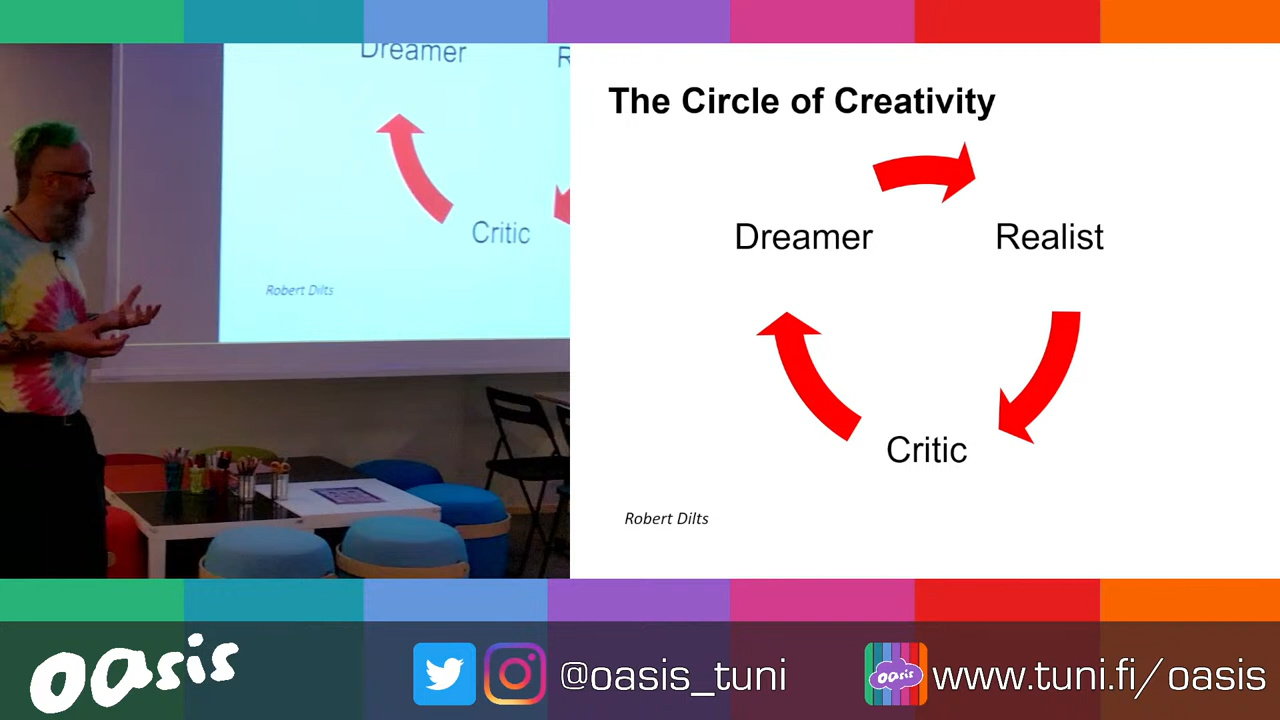 Dreamer
R
Critic
Robert Dilts
The Circle of Creativity
Dreamer
Realist
Critic
Robert Dilts
oasis
@oasis_tuni
oasis
www.tuni.fi/oasis